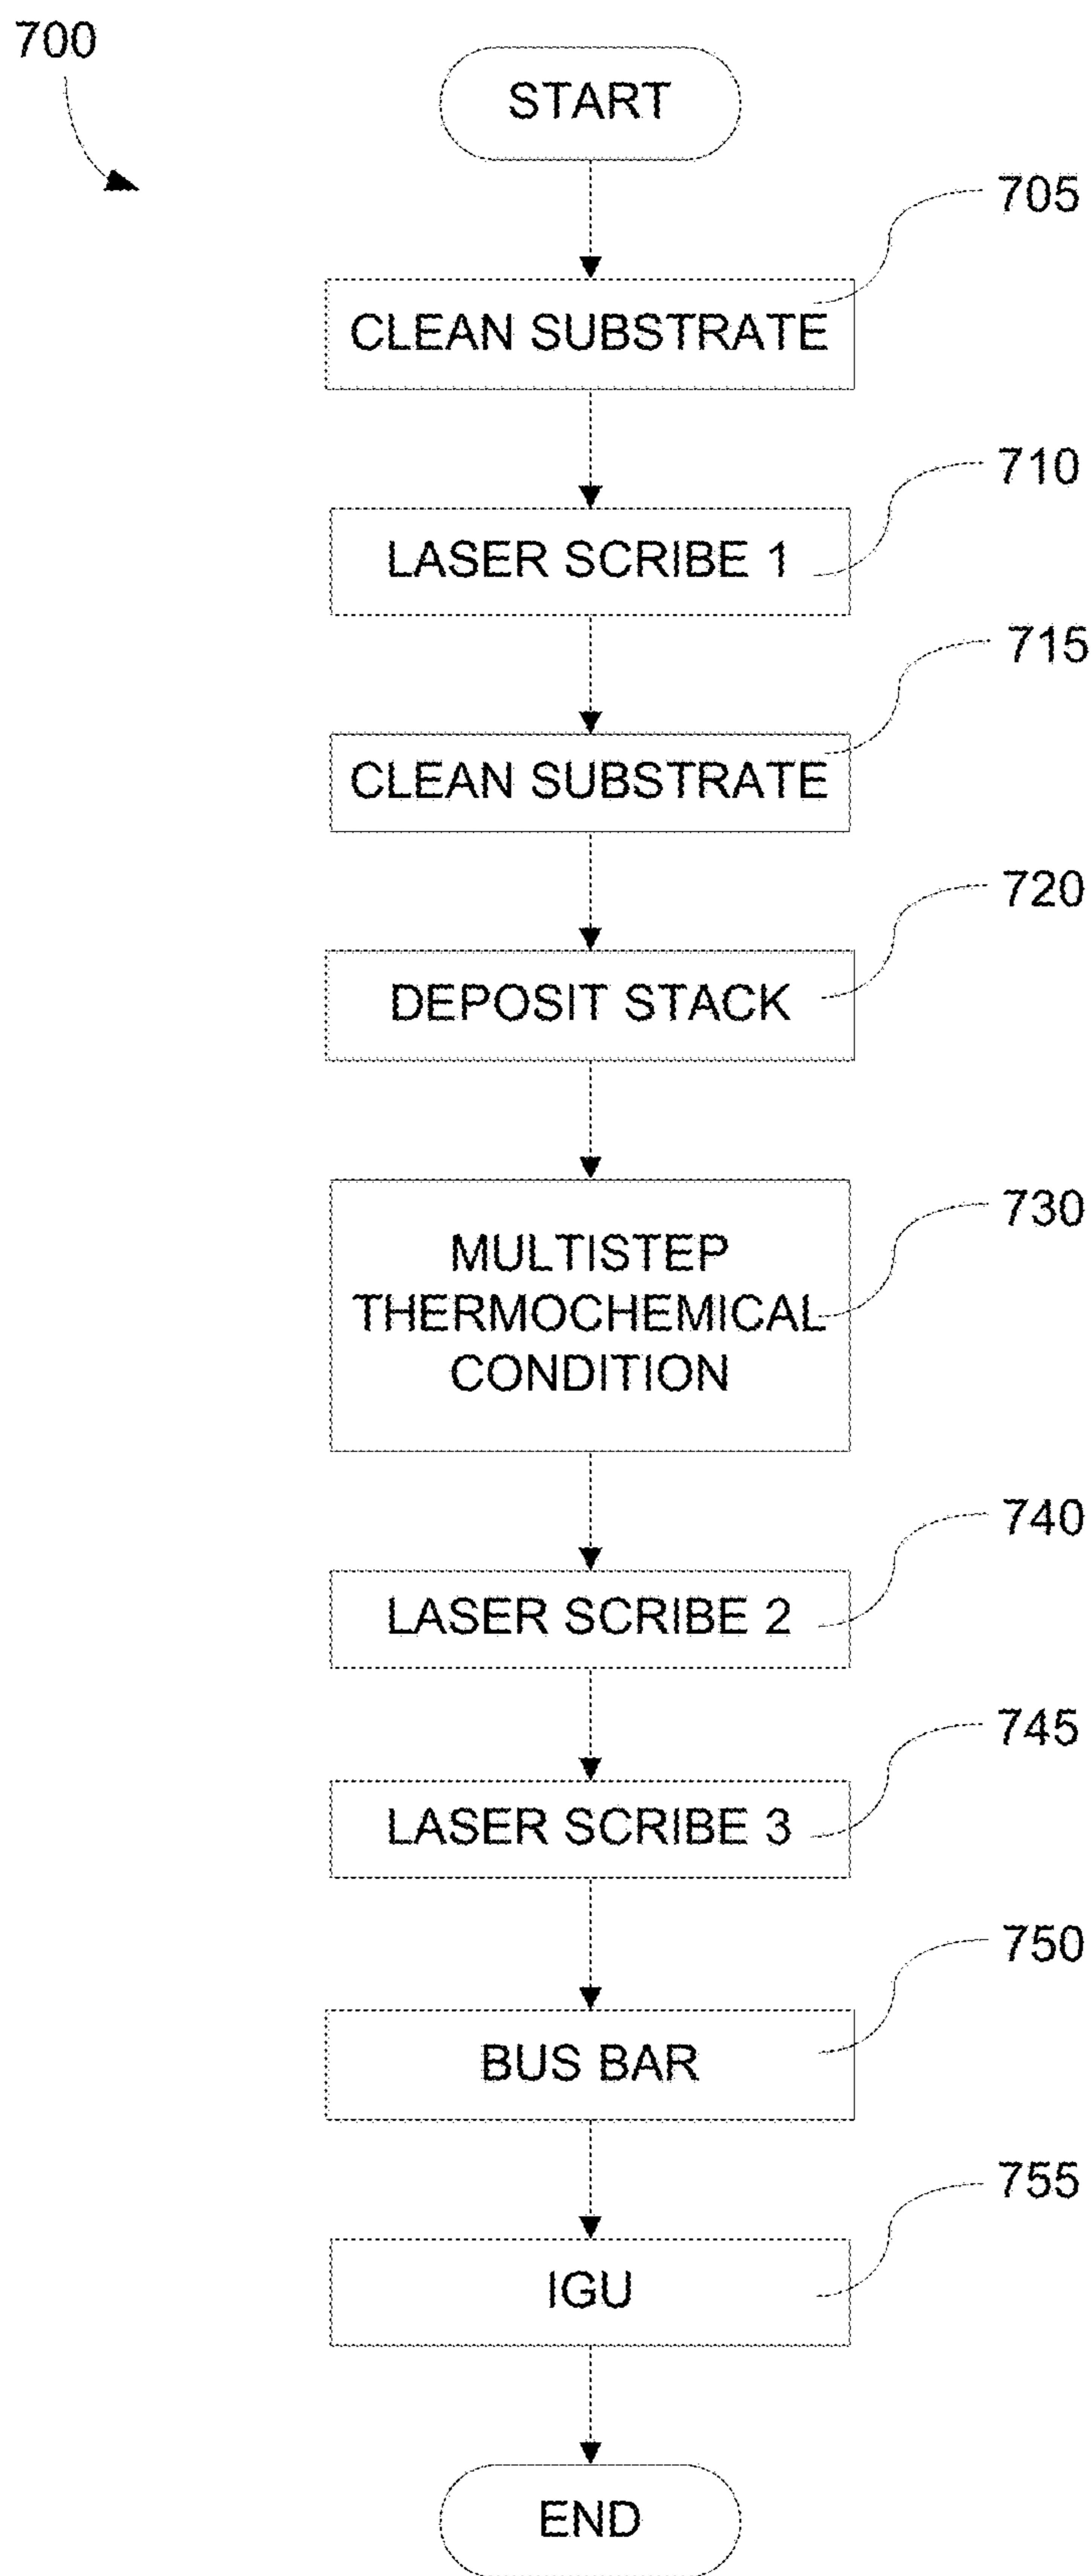 700
START
705
CLEAN SUBSTRATE
710
LASER SCRIBE 1
715
CLEAN SUBSTRATE
720
DEPOSIT STACK
730
MULTISTEP
THERMOCHEMICAL
CONDITION
740
LASER SCRIBE 2
745
LASER SCRIBE 3
750
BUS BAR
755
IGU
END